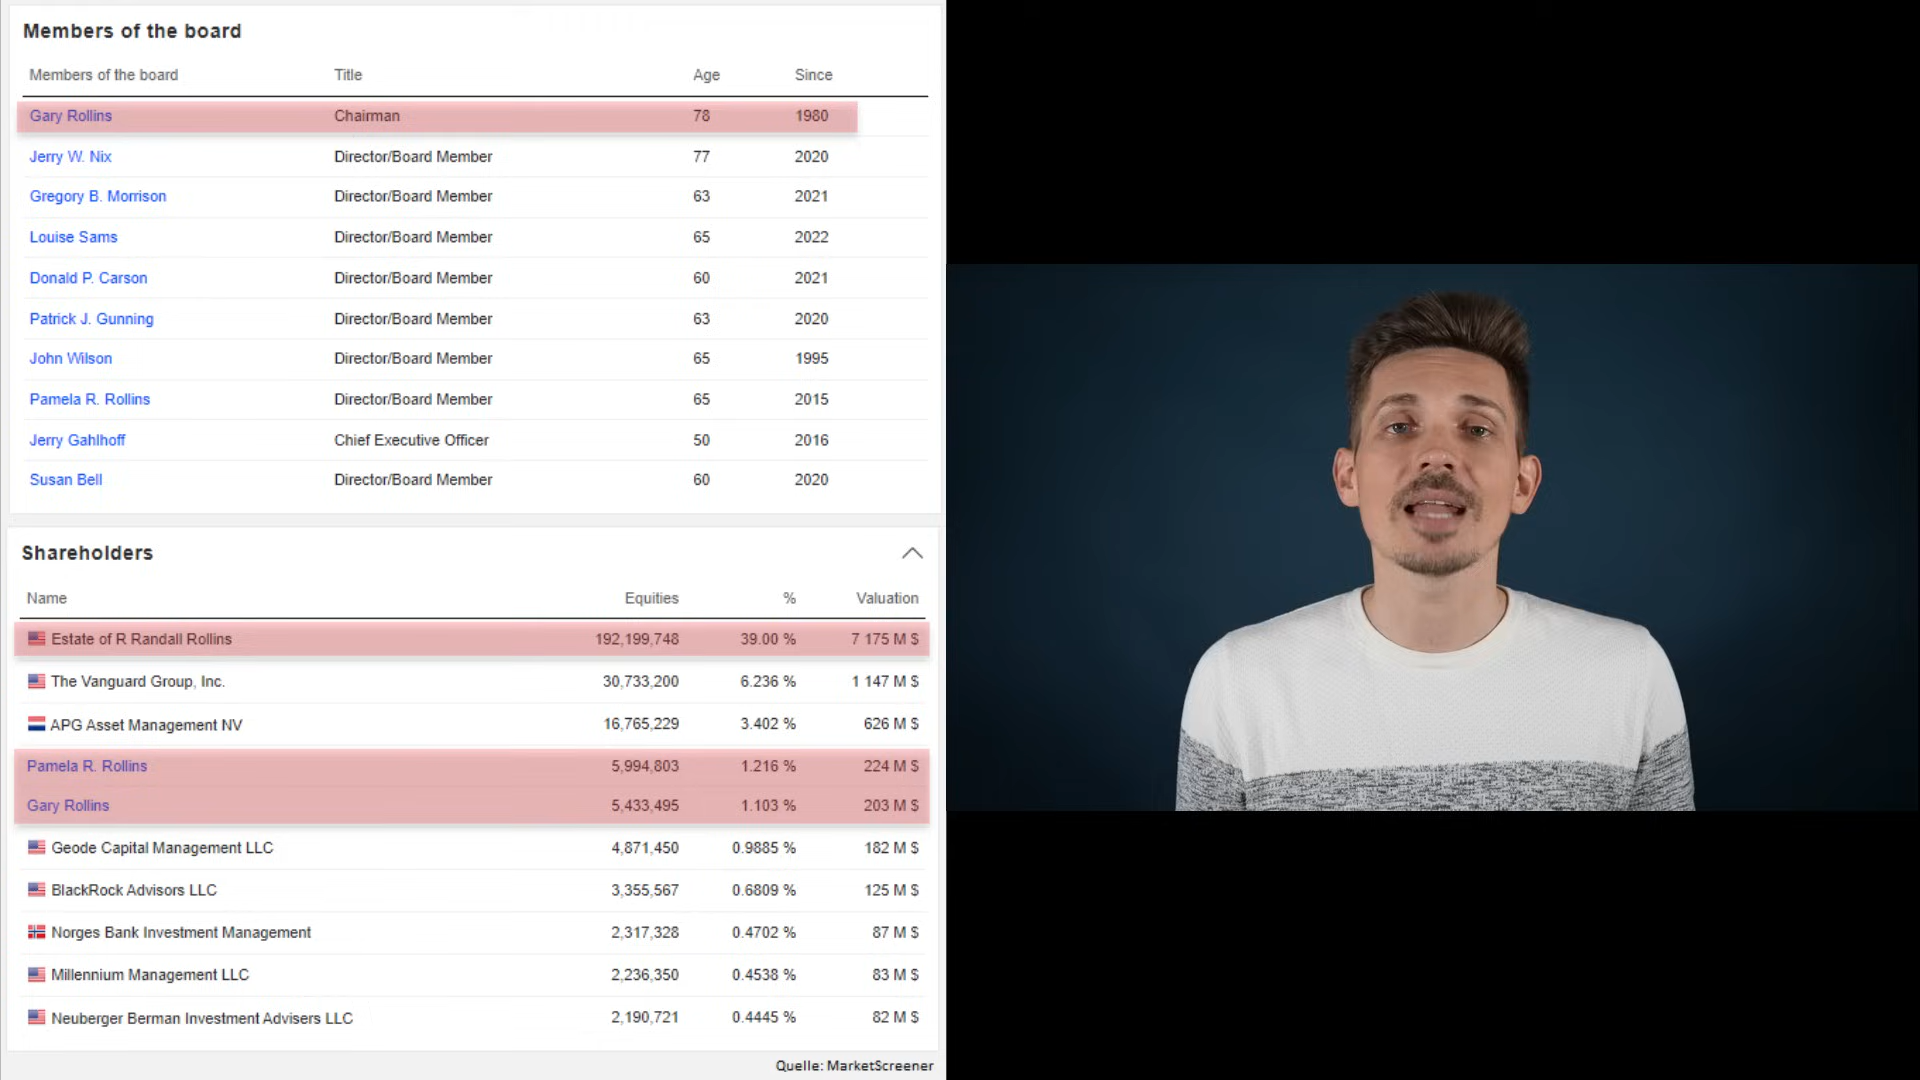 Members of the board
Members of the board Title Age Since
Gary Rollins Chairman 78 1980
Jerry W. Nix Director/Board Member 77 2020
Gregory B. Morrison Director/Board Member 63 2021
Louise Sams Director/Board Member 65 2022
Donald P. Carson Director/Board Member 60 2021
Patrick J. Gunning Director/Board Member 63 2020
John Wilson Director/Board Member 65 1995
Pamela R. Rollins Director/Board Member 65 2015
Jerry Gahlhoff Chief Executive Officer 50 2016
Susan Bell Director/Board Member 60 2020
Shareholders
Name Equities % Valuation
Estate of R Randall Rollins 192,199,748 39.00 % 7 175 M $
The Vanguard Group, Inc. 30,733,200 6.236 % 1 147 M $
APG Asset Management NV 16,765,229 3.402 % 626 M $
Pamela R. Rollins 5,994,803 1.216 % 224 M $
Gary Rollins 5,433,495 1.103 % 203 M $
Geode Capital Management LLC 4,871,450 0.9885 % 182 M $
BlackRock Advisors LLC 3,355,567 0.6809 % 125 M $
Norges Bank Investment Management 2,317,328 0.4702 % 87 M $
Millennium Management LLC 2,236,350 0.4538 % 83 M $
Neuberger Berman Investment Advisers LLC 2,190,721 0.4445 % 82 M $
Quelle: MarketScreener